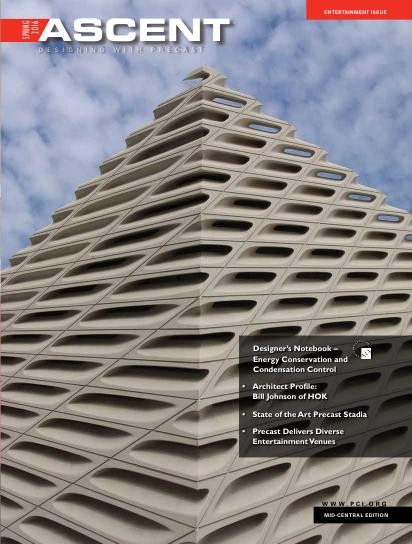 ENTERTAINMENT ISSUE
SPRING
2016
ASCENT
DESIGNING WITH PRECAST
Designer's Notebook –
Energy Conservation and
Condensation Control
• Architect Profile:
Bill Johnson of HOK
• State of the Art Precast Stadia
• Precast Delivers Diverse
Entertainment Venues
WWW.PCI.ORG
MID-CENTRAL EDITION